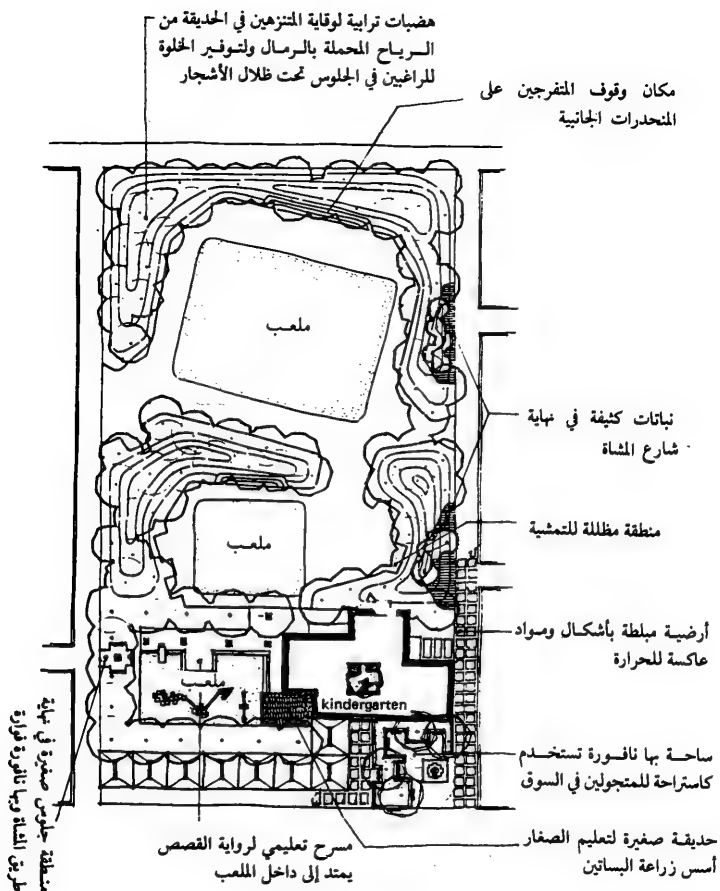 هضبات ترابية لوقاية المتنزهين في الحديقة من
الرياح المحملة بالرمال ولتوفير الخلوة
للراغبين في الجلوس تحت ظلال الأشجار
مكان وقوف المتفرجين على
المنحدرات الجانبية
ملعب
نباتات كثيفة في نهاية
شارع المشاة
ملعب
منطقة مظللة للتمشية
أرضية مبلطة بأشكال ومواد
عاكسة للحرارة
ملعب
kindergarten
ساحة بها نافورة تستخدم
كاستراحة للمتجولين في السوق
حديقة صغيرة لتعليم الصغار
أسس زراعة البساتين
مسرح تعليمي لرواية القصص
يمتد إلى داخل الملعب
منطقة جلوس صغيرة في نهاية
طريق المشاة وبها نافورة فوارة